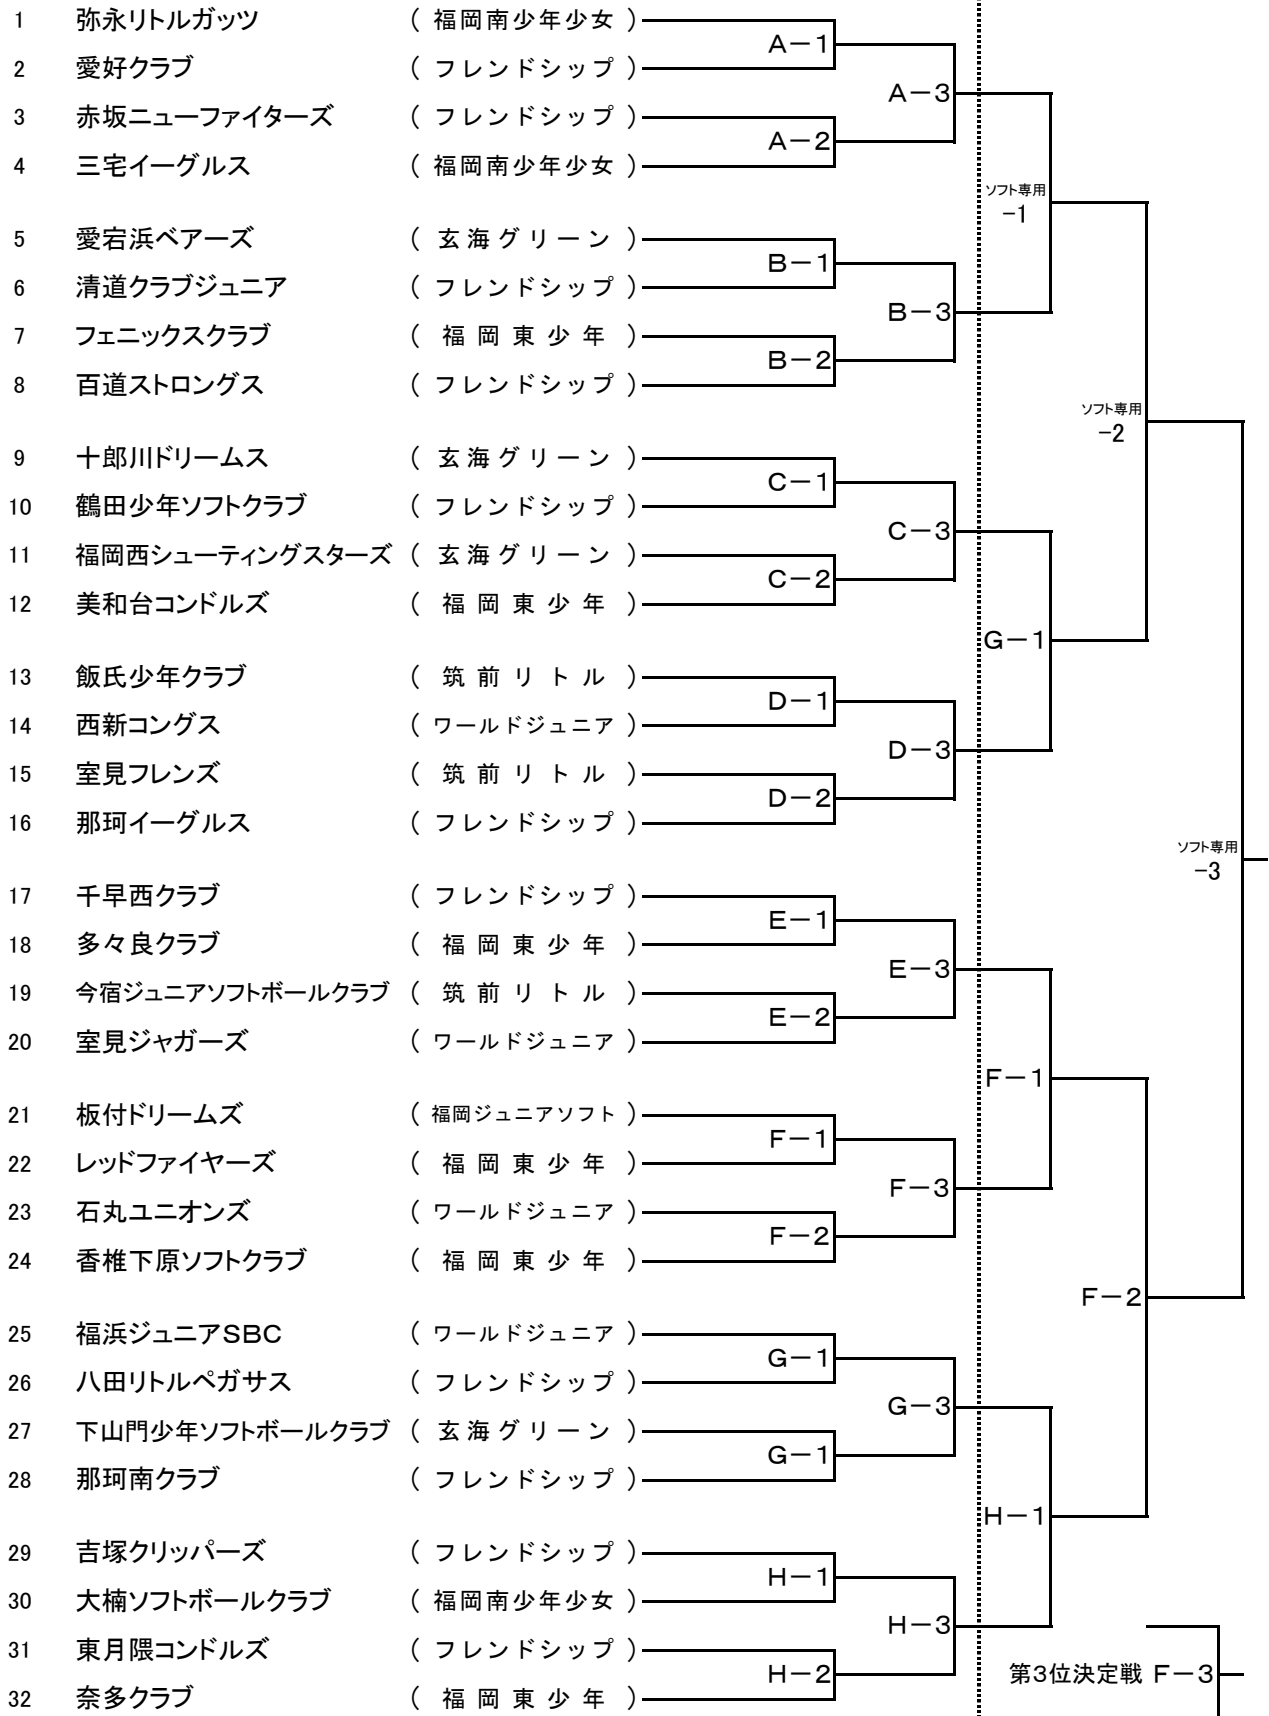 1 弥永リトルガッツ ( 福岡南少年少女 )
A－1
2 愛好クラブ ( フレンドシップ )
A－3
3 赤坂ニューファイターズ ( フレンドシップ )
A－2
4 三宅イーグルス ( 福岡南少年少女 )
ソフト専用
-1
5 愛宕浜ベアーズ ( 玄海グリーン )
B－1
6 清道クラブジュニア ( フレンドシップ )
B－3
7 フェニックスクラブ ( 福岡東少年 )
B－2
8 百道ストロングス ( フレンドシップ )
ソフト専用
-2
9 十郎川ドリームス ( 玄海グリーン )
C－1
10 鶴田少年ソフトクラブ ( フレンドシップ )
C－3
11 福岡西シューティングスターズ ( 玄海グリーン )
C－2
12 美和台コンドルズ ( 福岡東少年 )
G－1
13 飯氏少年クラブ ( 筑前リトル )
D－1
14 西新コングス ( ワールドジュニア )
D－3
15 室見フレンズ ( 筑前リトル )
D－2
16 那珂イーグルス ( フレンドシップ )
ソフト専用
-3
17 千早西クラブ ( フレンドシップ )
E－1
18 多々良クラブ ( 福岡東少年 )
E－3
19 今宿ジュニアソフトボールクラブ ( 筑前リトル )
E－2
20 室見ジャガーズ ( ワールドジュニア )
F－1
21 板付ドリームズ ( 福岡ジュニアソフト )
F－1
22 レッドファイヤーズ ( 福岡東少年 )
F－3
23 石丸ユニオンズ ( ワールドジュニア )
F－2
24 香椎下原ソフトクラブ ( 福岡東少年 )
F－2
25 福浜ジュニアSBC ( ワールドジュニア )
G－1
26 八田リトルペガサス ( フレンドシップ )
G－3
27 下山門少年ソフトボールクラブ ( 玄海グリーン )
G－1
28 那珂南クラブ ( フレンドシップ )
H－1
29 吉塚クリッパーズ ( フレンドシップ )
H－1
30 大楠ソフトボールクラブ ( 福岡南少年少女 )
H－3
31 東月隈コンドルズ ( フレンドシップ )
H－2
第3位決定戦 F－3
32 奈多クラブ ( 福岡東少年 )